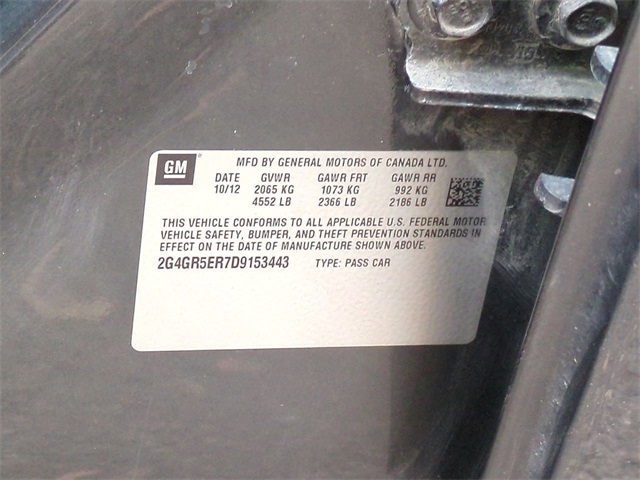 GM
MFD BY GENERAL MOTORS OF CANADA LTD.
DATE GVWR GAWR FRT GAWR RR
10/12 2065 KG 1073 KG 992 KG
4552 LB 2366 LB 2186 LB
THIS VEHICLE CONFORMS TO ALL APPLICABLE U.S. FEDERAL MOTOR
VEHICLE SAFETY, BUMPER, AND THEFT PREVENTION STANDARDS IN
EFFECT ON THE DATE OF MANUFACTURE SHOWN ABOVE.
2G4GR5ER7D9153443 TYPE: PASS CAR